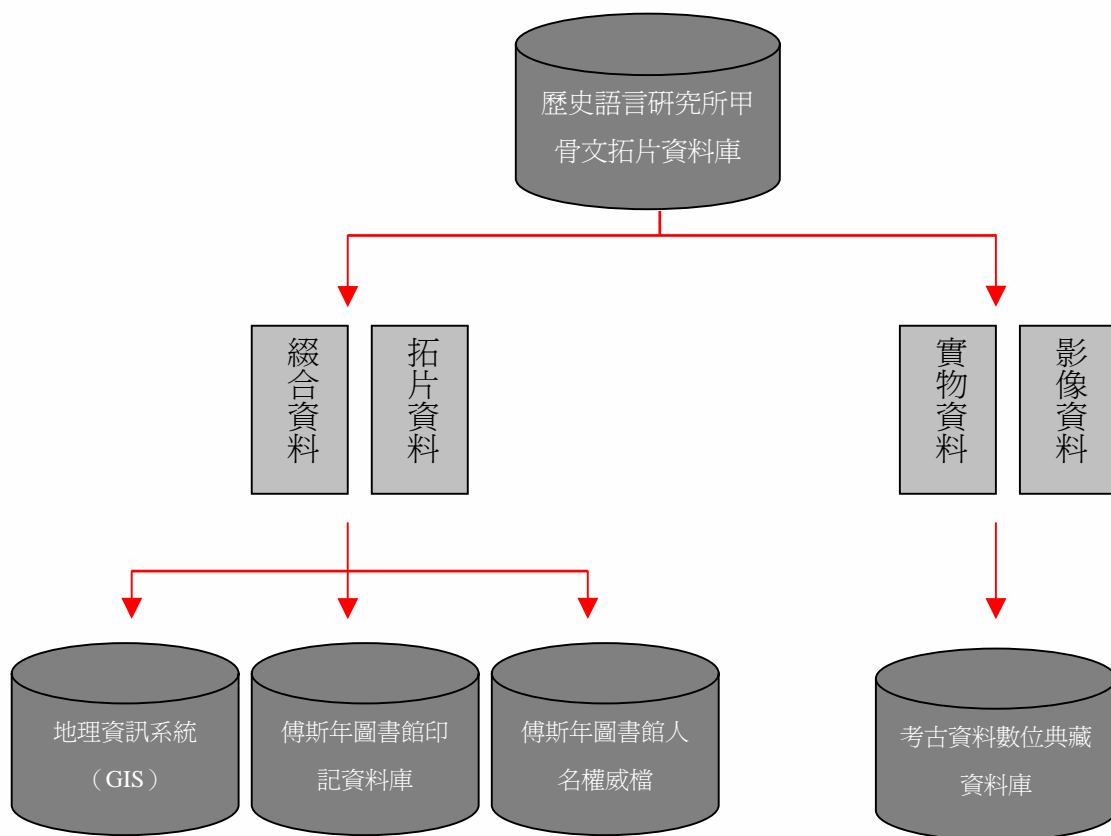 歷史語言研究所甲
骨文拓片資料庫
綴合資料
拓片資料
實物資料
影像資料
地理資訊系統
（GIS）
傅斯年圖書館印
記資料庫
傅斯年圖書館人
名權威檔
考古資料數位典藏
資料庫